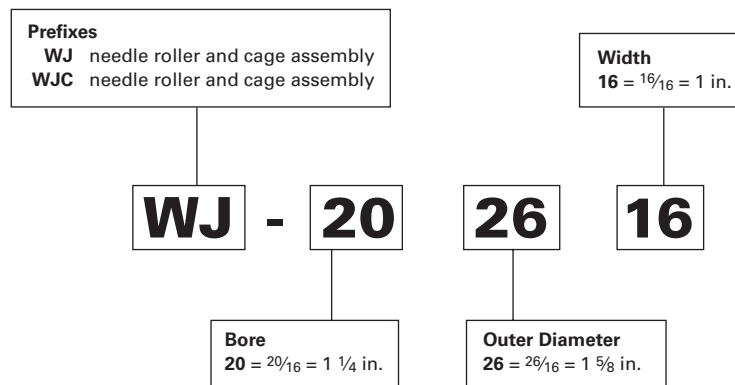 Prefixes
WJ needle roller and cage assembly
WJC needle roller and cage assembly
Width
16 = 16/16 = 1 in.
WJ - 20 26 16
Bore
20 = 20/16 = 1 1/4 in.
Outer Diameter
26 = 26/16 = 1 5/8 in.